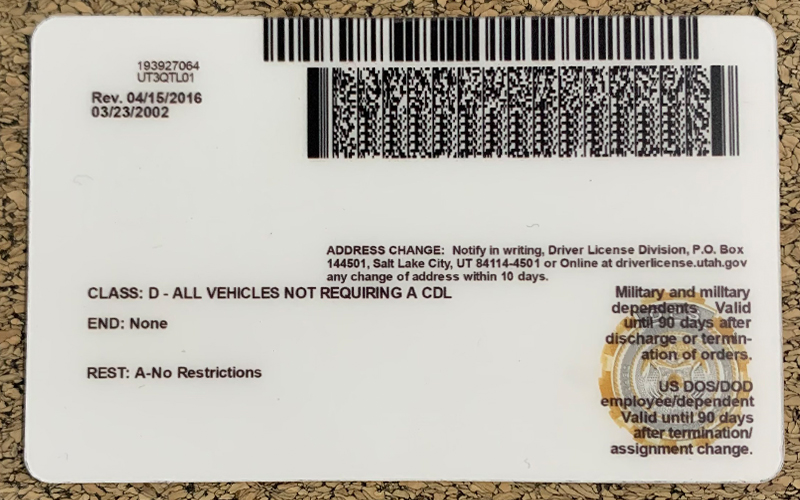 193927064
UT3QTL01
Rev. 04/15/2016
03/23/2002
ADDRESS CHANGE: Notify in writing, Driver License Division, P.O. Box
144501, Salt Lake City, UT 84114-4501 or Online at driverlicense.utah.gov
any change of address within 10 days.
CLASS: D - ALL VEHICLES NOT REQUIRING A CDL
END: None
REST: A-No Restrictions
Military and military
dependents Valid
until 90 days after
discharge or termin-
ation of orders.
US DOS/DOD
employee/dependent
Valid until 90 days
after termination/
assignment change.